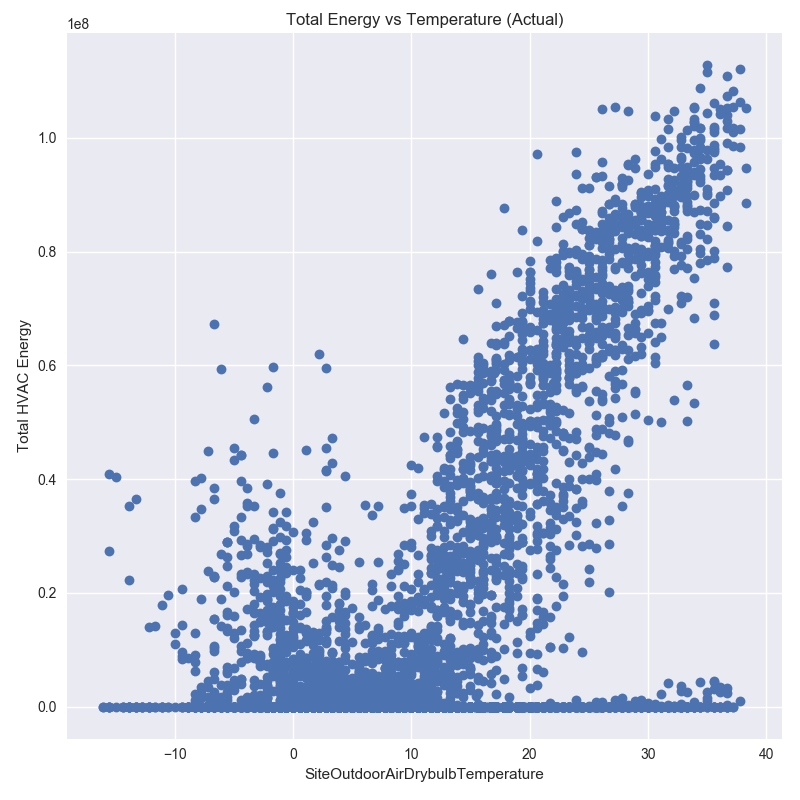 Total Energy vs Temperature (Actual)
1e8
1.0
0.8
0.6
0.4
0.2
0.0
Total HVAC Energy
−10 0 10 20 30 40
SiteOutdoorAirDrybulbTemperature